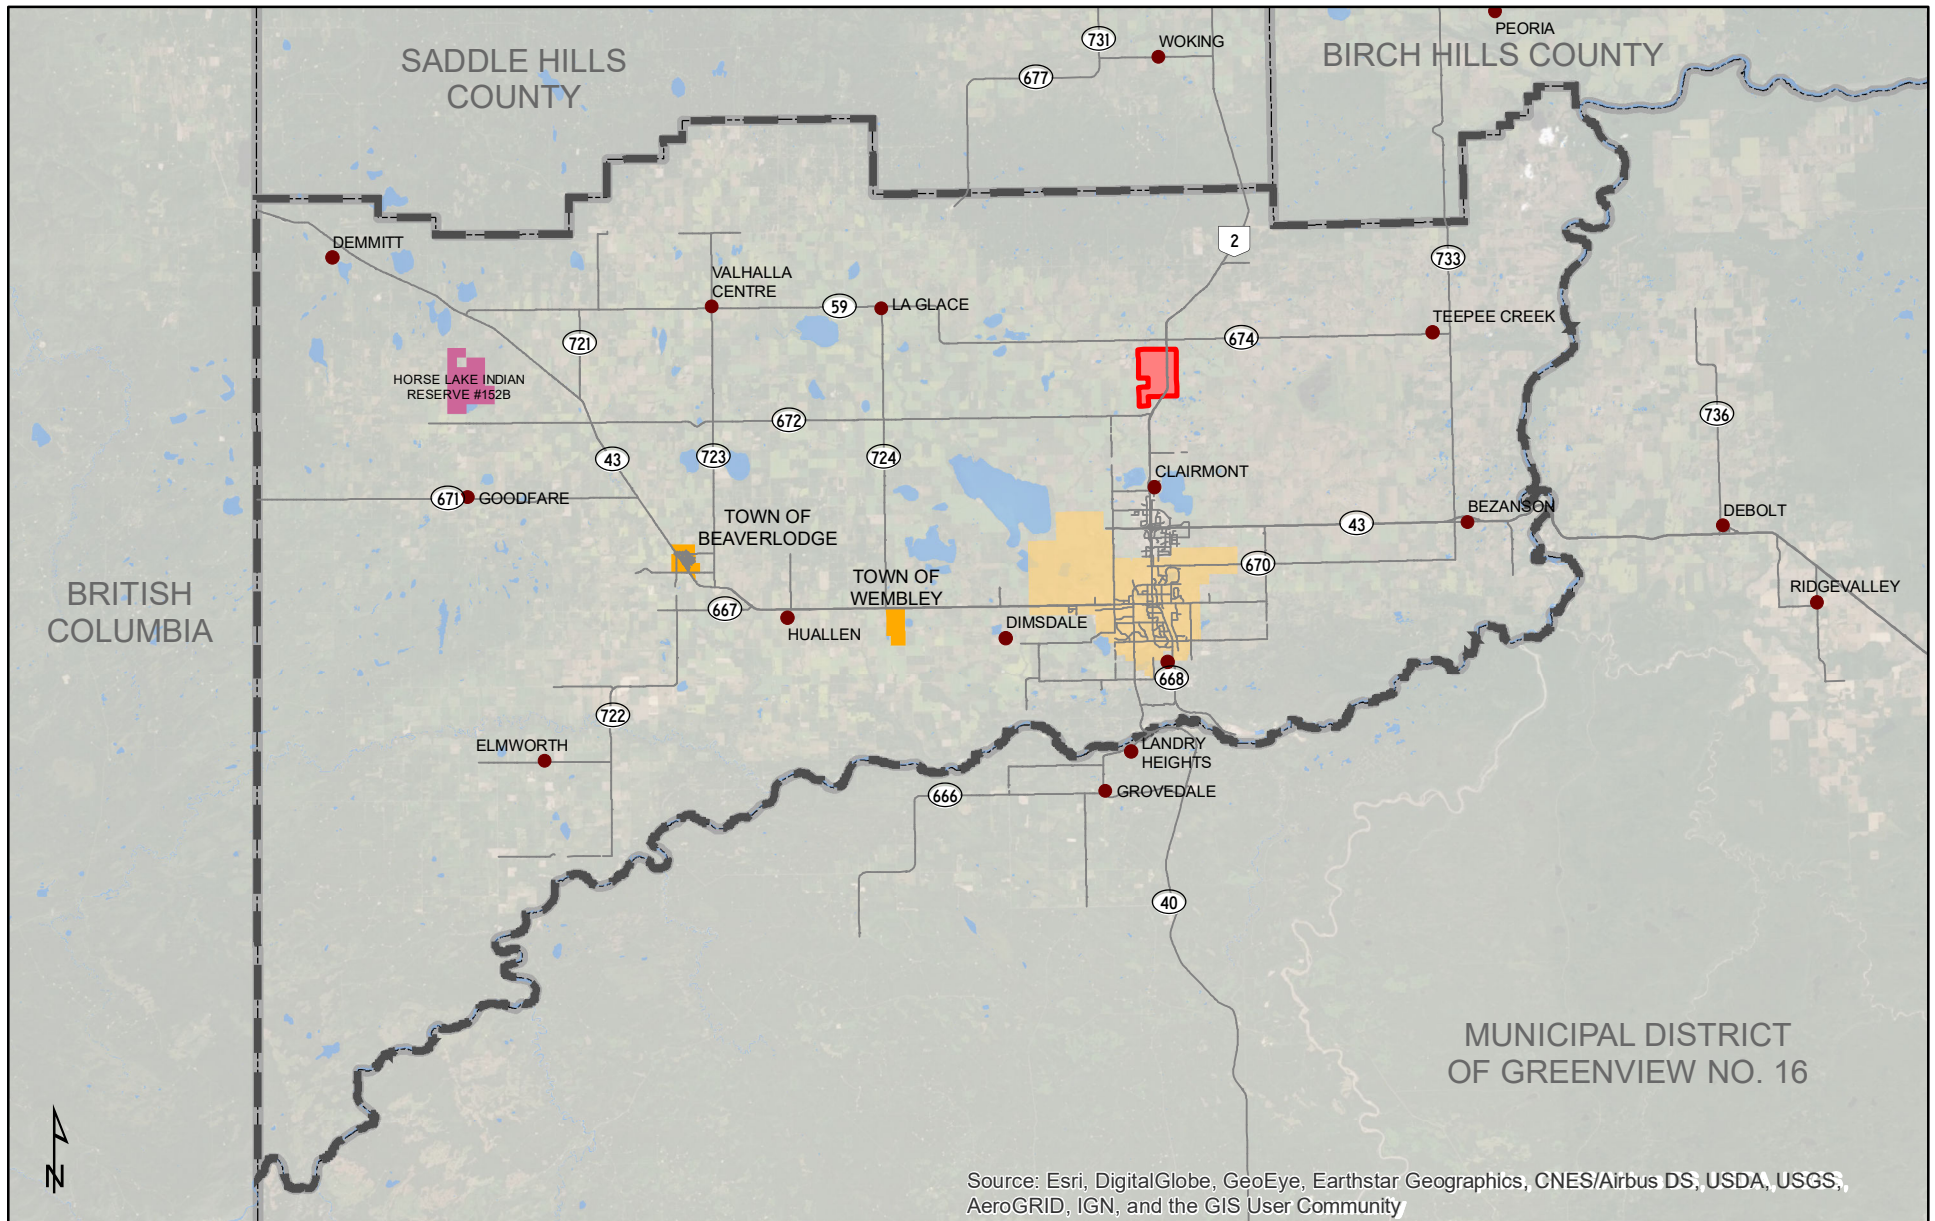 PEORIA
SADDLE HILLS
COUNTY
731
WOKING
BIRCH HILLS COUNTY
677
DEMMITT
2
733
VALHALLA
CENTRE
59
LA GLACE
TEEPEE CREEK
721
674
HORSE LAKE INDIAN
RESERVE #152B
672
736
43
723
724
CLAIRMONT
671
GOODFARE
BEZANSON
DEBOLT
TOWN OF
BEAVERLODGE
43
670
TOWN OF
WEMBLEY
BRITISH
COLUMBIA
RIDGEVALLEY
667
HUALLEN
DIMSDALE
668
722
ELMWORTH
LANDRY
HEIGHTS
666
GROVEDALE
40
MUNICIPAL DISTRICT
OF GREENVIEW NO. 16
N
Source: Esri, DigitalGlobe, GeoEye, Earthstar Geographics, CNES/Airbus DS, USDA, USGS,
AeroGRID, IGN, and the GIS User Community